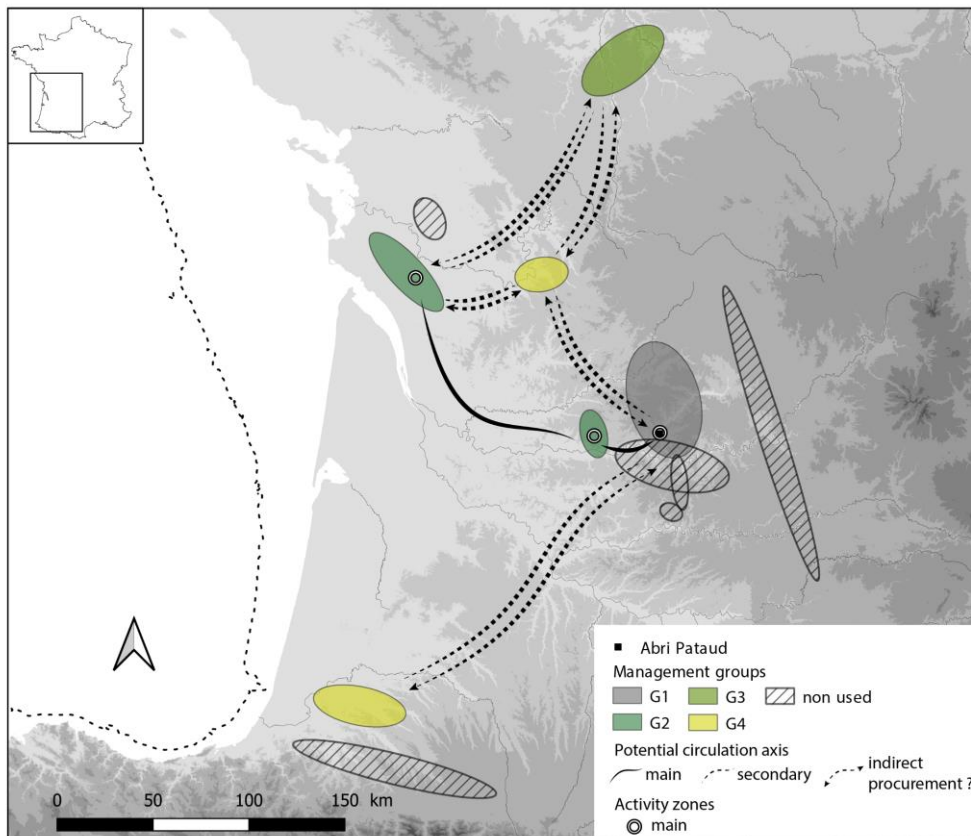 Abri Pataud
Management groups
G1 G3 non used
G2 G4
Potential circulation axis
main secondary indirect
procurement ?
Activity zones
main
0 50 100 150 km